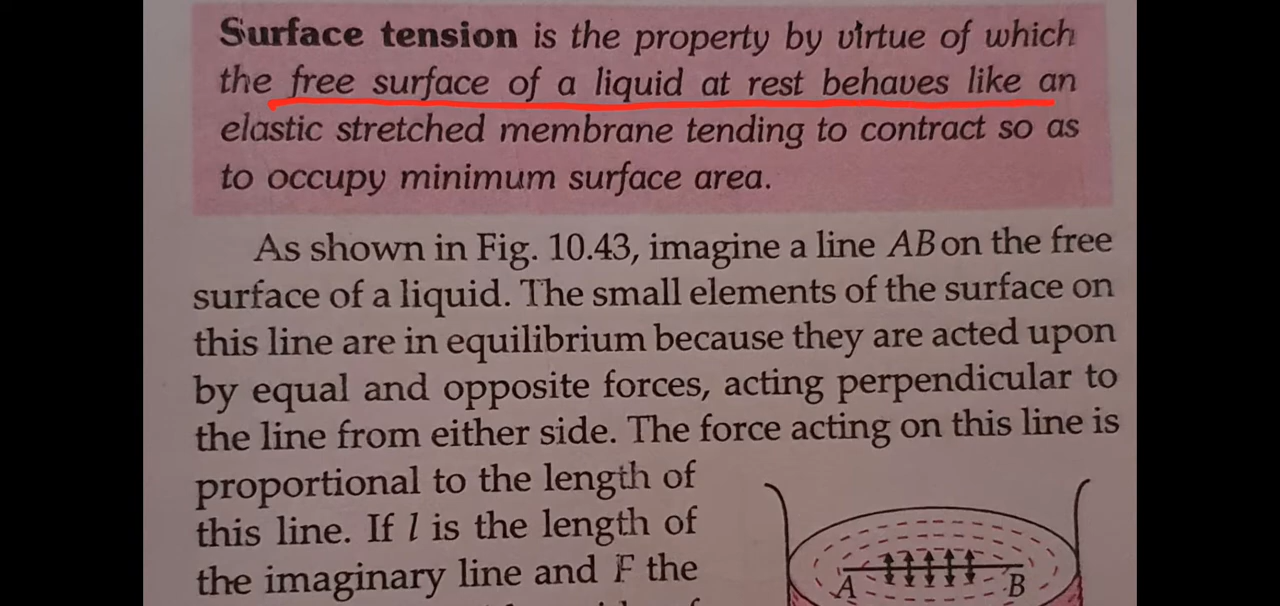 Surface tension is the property by virtue of which
the free surface of a liquid at rest behaves like an
elastic stretched membrane tending to contract so as
to occupy minimum surface area.
As shown in Fig. 10.43, imagine a line AB on the free
surface of a liquid. The small elements of the surface on
this line are in equilibrium because they are acted upon
by equal and opposite forces, acting perpendicular to
the line from either side. The force acting on this line is
proportional to the length of
this line. If l is the length of
the imaginary line and F the
A B